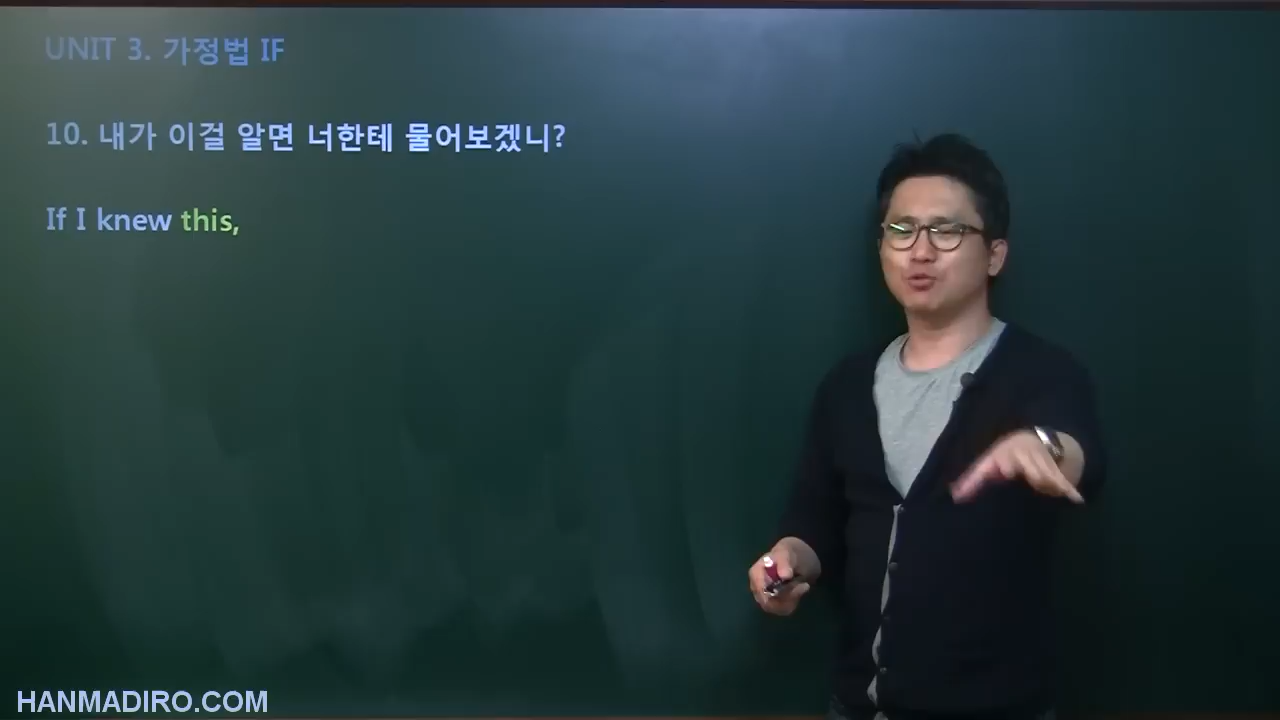 UNIT 3. 가정법 IF
10. 내가 이걸 알면 너한테 물어보겠니?
If I knew this,
HANMADIRO.COM